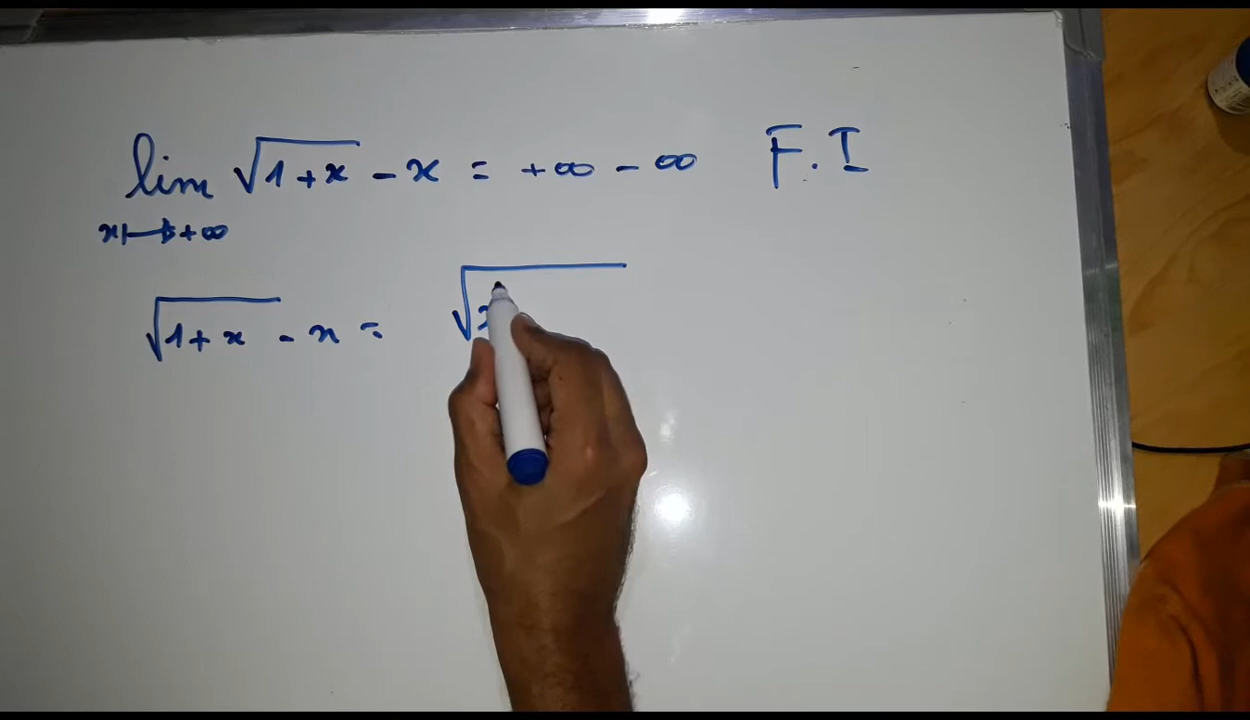 lim √1+x - x = +∞ - ∞ F.I
x↦+∞
√1+x - x = √x